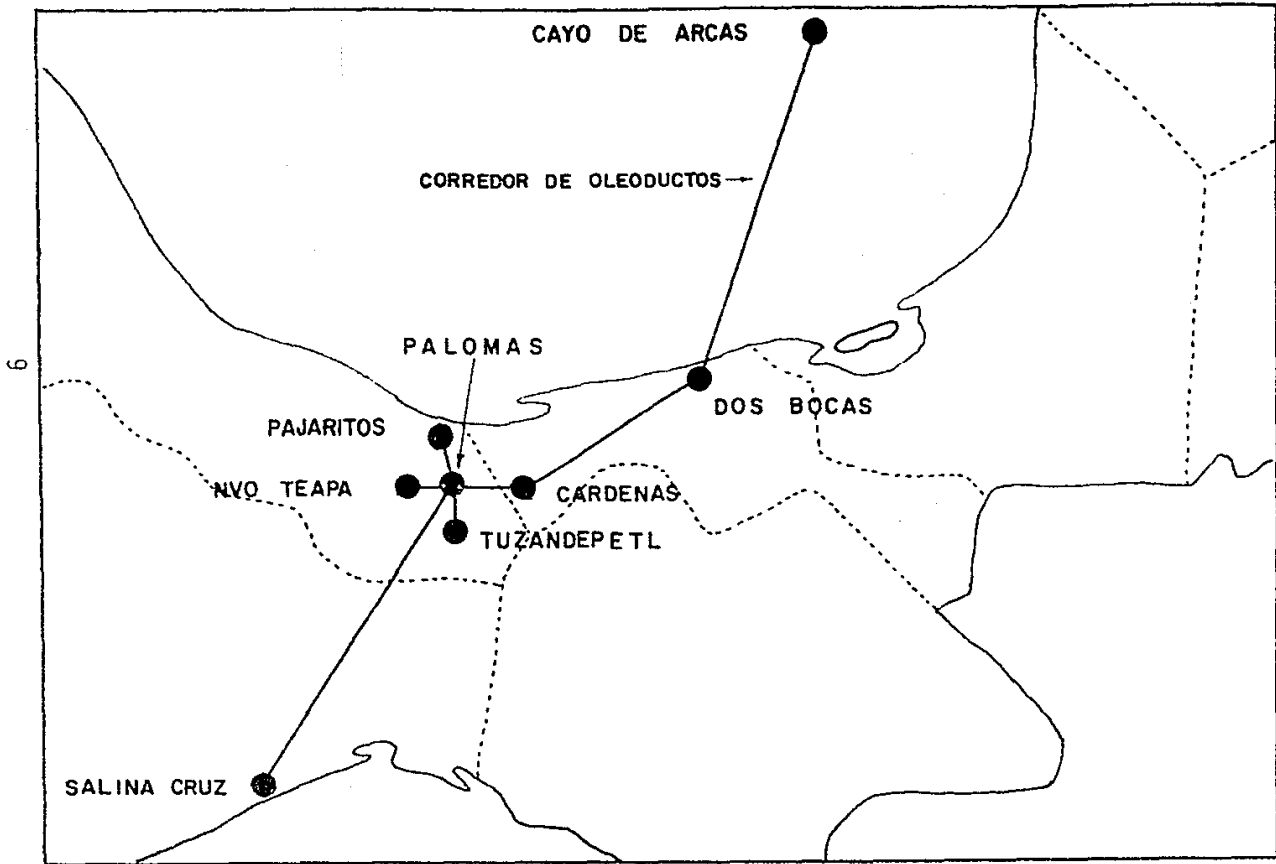 CAYO DE ARCAS
CORREDOR DE OLEODUCTOS
PALOMAS
DOS BOCAS
PAJARITOS
NVO TEAPA
CARDENAS
TUZANDEPETL
SALINA CRUZ
6